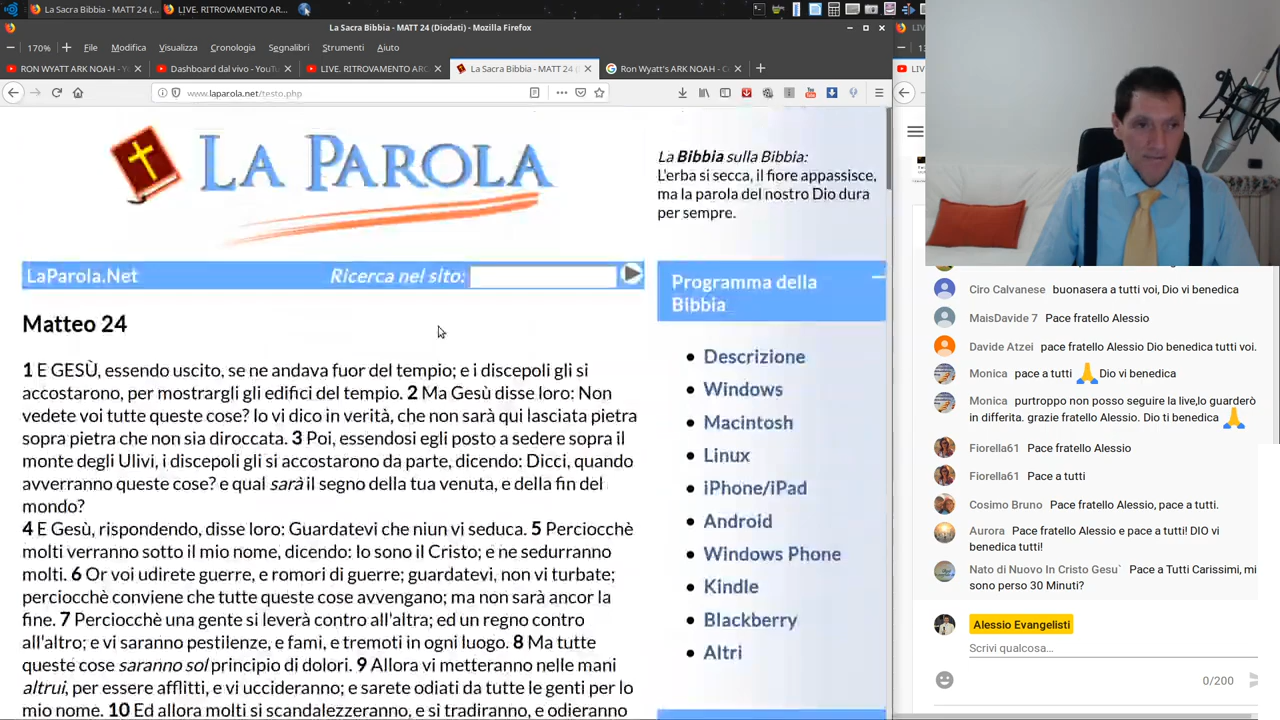 La Sacra Bibbia - MATT 24 (Diodati) - M...
LIVE. RITROVAMENTO AR...
La Sacra Bibbia - MATT 24 (Diodati) - Mozilla Firefox
170%
File Modifica Visualizza Cronologia Segnalibri Strumenti Aiuto
RON WYATT ARK NOAH - Y
Dashboard dal vivo - YouTu
LIVE. RITROVAMENTO ARC
La Sacra Bibbia - MATT 24 (
Ron Wyatt's ARK NOAH - C
www.laparola.net/testo.php
LA PAROLA
La Bibbia sulla Bibbia:
L'erba si secca, il fiore appassisce,
ma la parola del nostro Dio dura
per sempre.
LaParola.Net
Ricerca nel sito:
Programma della
Bibbia
Descrizione
Windows
Macintosh
Linux
iPhone/iPad
Android
Windows Phone
Kindle
Blackberry
Altri
Matteo 24
1 E GESÙ, essendo uscito, se ne andava fuor del tempio; e i discepoli gli si
accostarono, per mostrargli gli edifici del tempio. 2 Ma Gesù disse loro: Non
vedete voi tutte queste cose? Io vi dico in verità, che non sarà qui lasciata pietra
sopra pietra che non sia diroccata. 3 Poi, essendosi egli posto a sedere sopra il
monte degli Ulivi, i discepoli gli si accostarono da parte, dicendo: Dicci, quando
avverranno queste cose? e qual sarà il segno della tua venuta, e della fin del
mondo?
4 E Gesù, rispondendo, disse loro: Guardatevi che niun vi seduca. 5 Perciocchè
molti verranno sotto il mio nome, dicendo: Io sono il Cristo; e ne sedurranno
molti. 6 Or voi udirete guerre, e romori di guerre; guardatevi, non vi turbate;
perciocchè conviene che tutte queste cose avvengano; ma non sarà ancor la
fine. 7 Perciocchè una gente si leverà contro all'altra; ed un regno contro
all'altro; e vi saranno pestilenze, e fami, e tremoti in ogni luogo. 8 Ma tutte
queste cose saranno sol principio di dolori. 9 Allora vi metteranno nelle mani
altrui, per essere afflitti, e vi uccideranno; e sarete odiati da tutte le genti per lo
mio nome. 10 Ed allora molti si scandalezzeranno, e si tradiranno, e odieranno
Ciro Calvanese buonasera a tutti voi, Dio vi benedica
MaisDavide 7 Pace fratello Alessio
Davide Atzei pace fratello Alessio Dio benedica tutti voi.
Monica pace a tutti 🙏 Dio vi benedica
Monica purtroppo non posso seguire la live,lo guarderò
in differita. grazie fratello Alessio. Dio ti benedica 🙏
Fiorella61 Pace fratello Alessio
Fiorella61 Pace a tutti
Cosimo Bruno Pace fratello Alessio, pace a tutti.
Aurora Pace fratello Alessio e pace a tutti! DIO vi
benedica tutti!
Nato di Nuovo In Cristo Gesu` Pace a Tutti Carissimi, mi
sono perso 30 Minuti?
Alessio Evangelisti
Scrivi qualcosa...
0/200